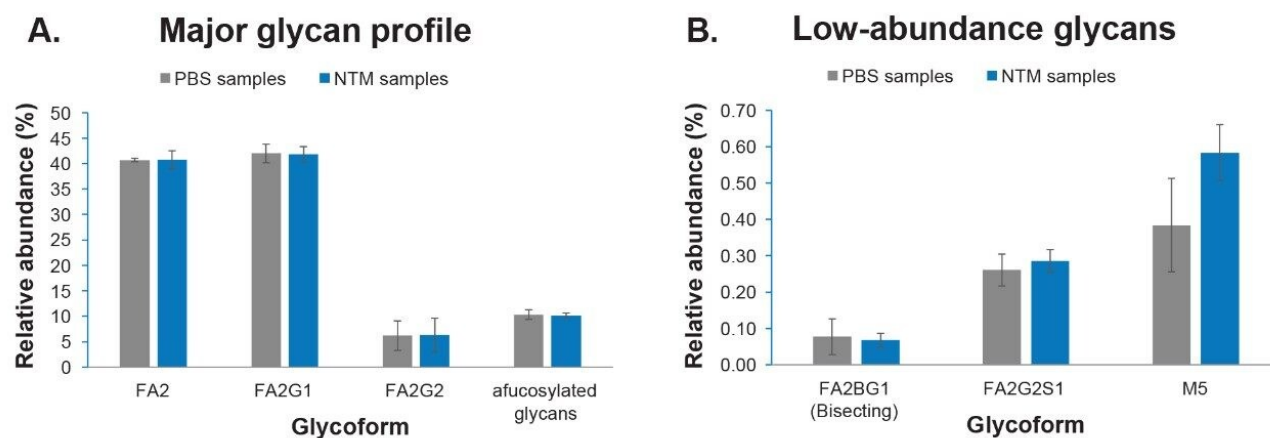 A. Major glycan profile
PBS samples NTM samples
Relative abundance (%)
50
45
40
35
30
25
20
15
10
5
0
FA2 FA2G1 FA2G2 afucosylated
glycans
Glycoform
B. Low-abundance glycans
PBS samples NTM samples
Relative abundance (%)
0.70
0.60
0.50
0.40
0.30
0.20
0.10
0.00
FA2BG1 FA2G2S1 M5
(Bisecting)
Glycoform